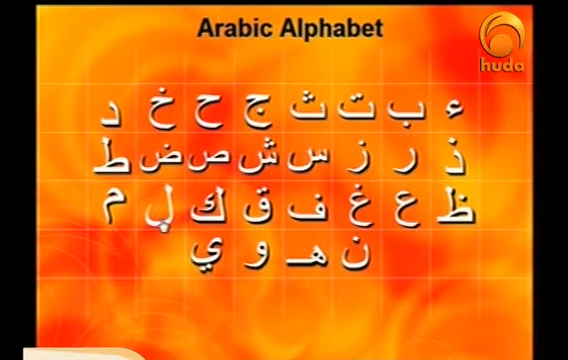 Arabic Alphabet
huda
ء ب ت ث ج ح خ د
ذ ر ز س ش ص ض ط
ظ ع غ ف ق ك ل م
ن هـ و ي